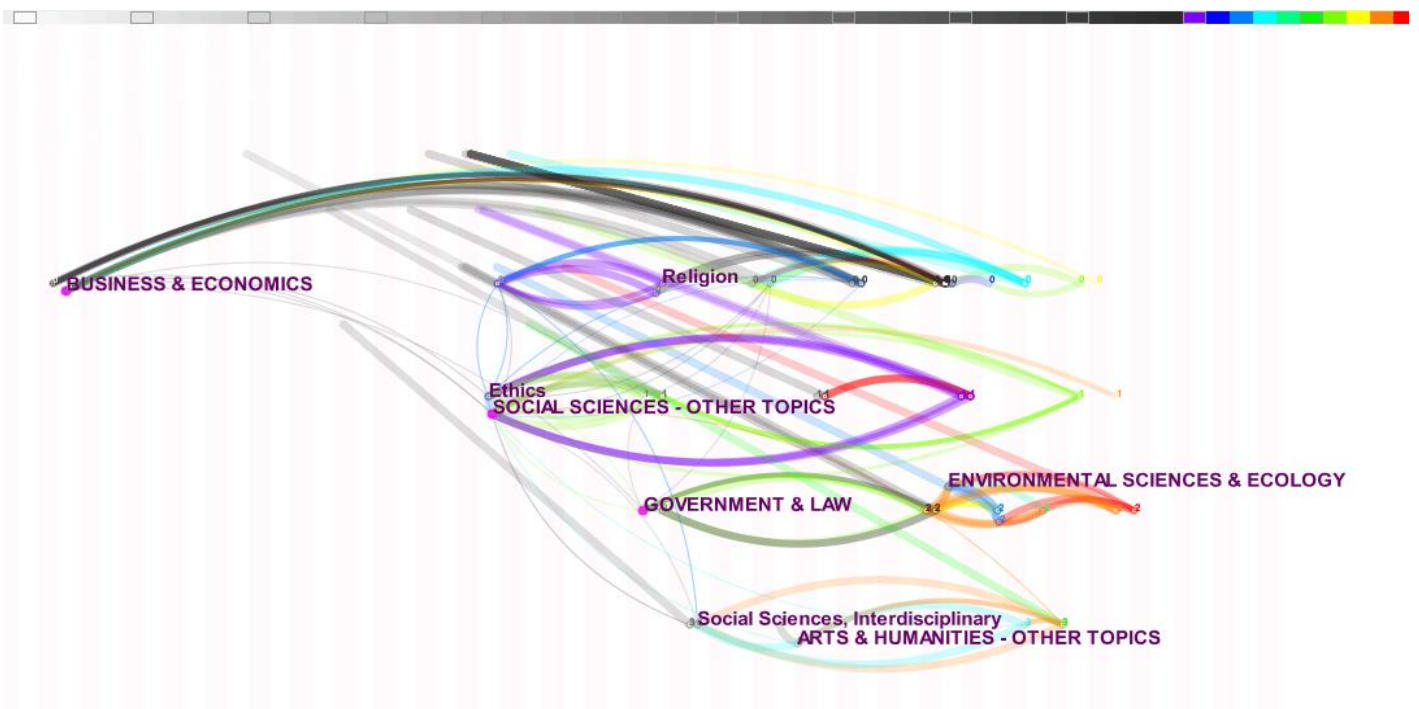 Religion
BUSINESS & ECONOMICS
Ethics
SOCIAL SCIENCES - OTHER TOPICS
ENVIRONMENTAL SCIENCES & ECOLOGY
GOVERNMENT & LAW
Social Sciences, Interdisciplinary
ARTS & HUMANITIES - OTHER TOPICS